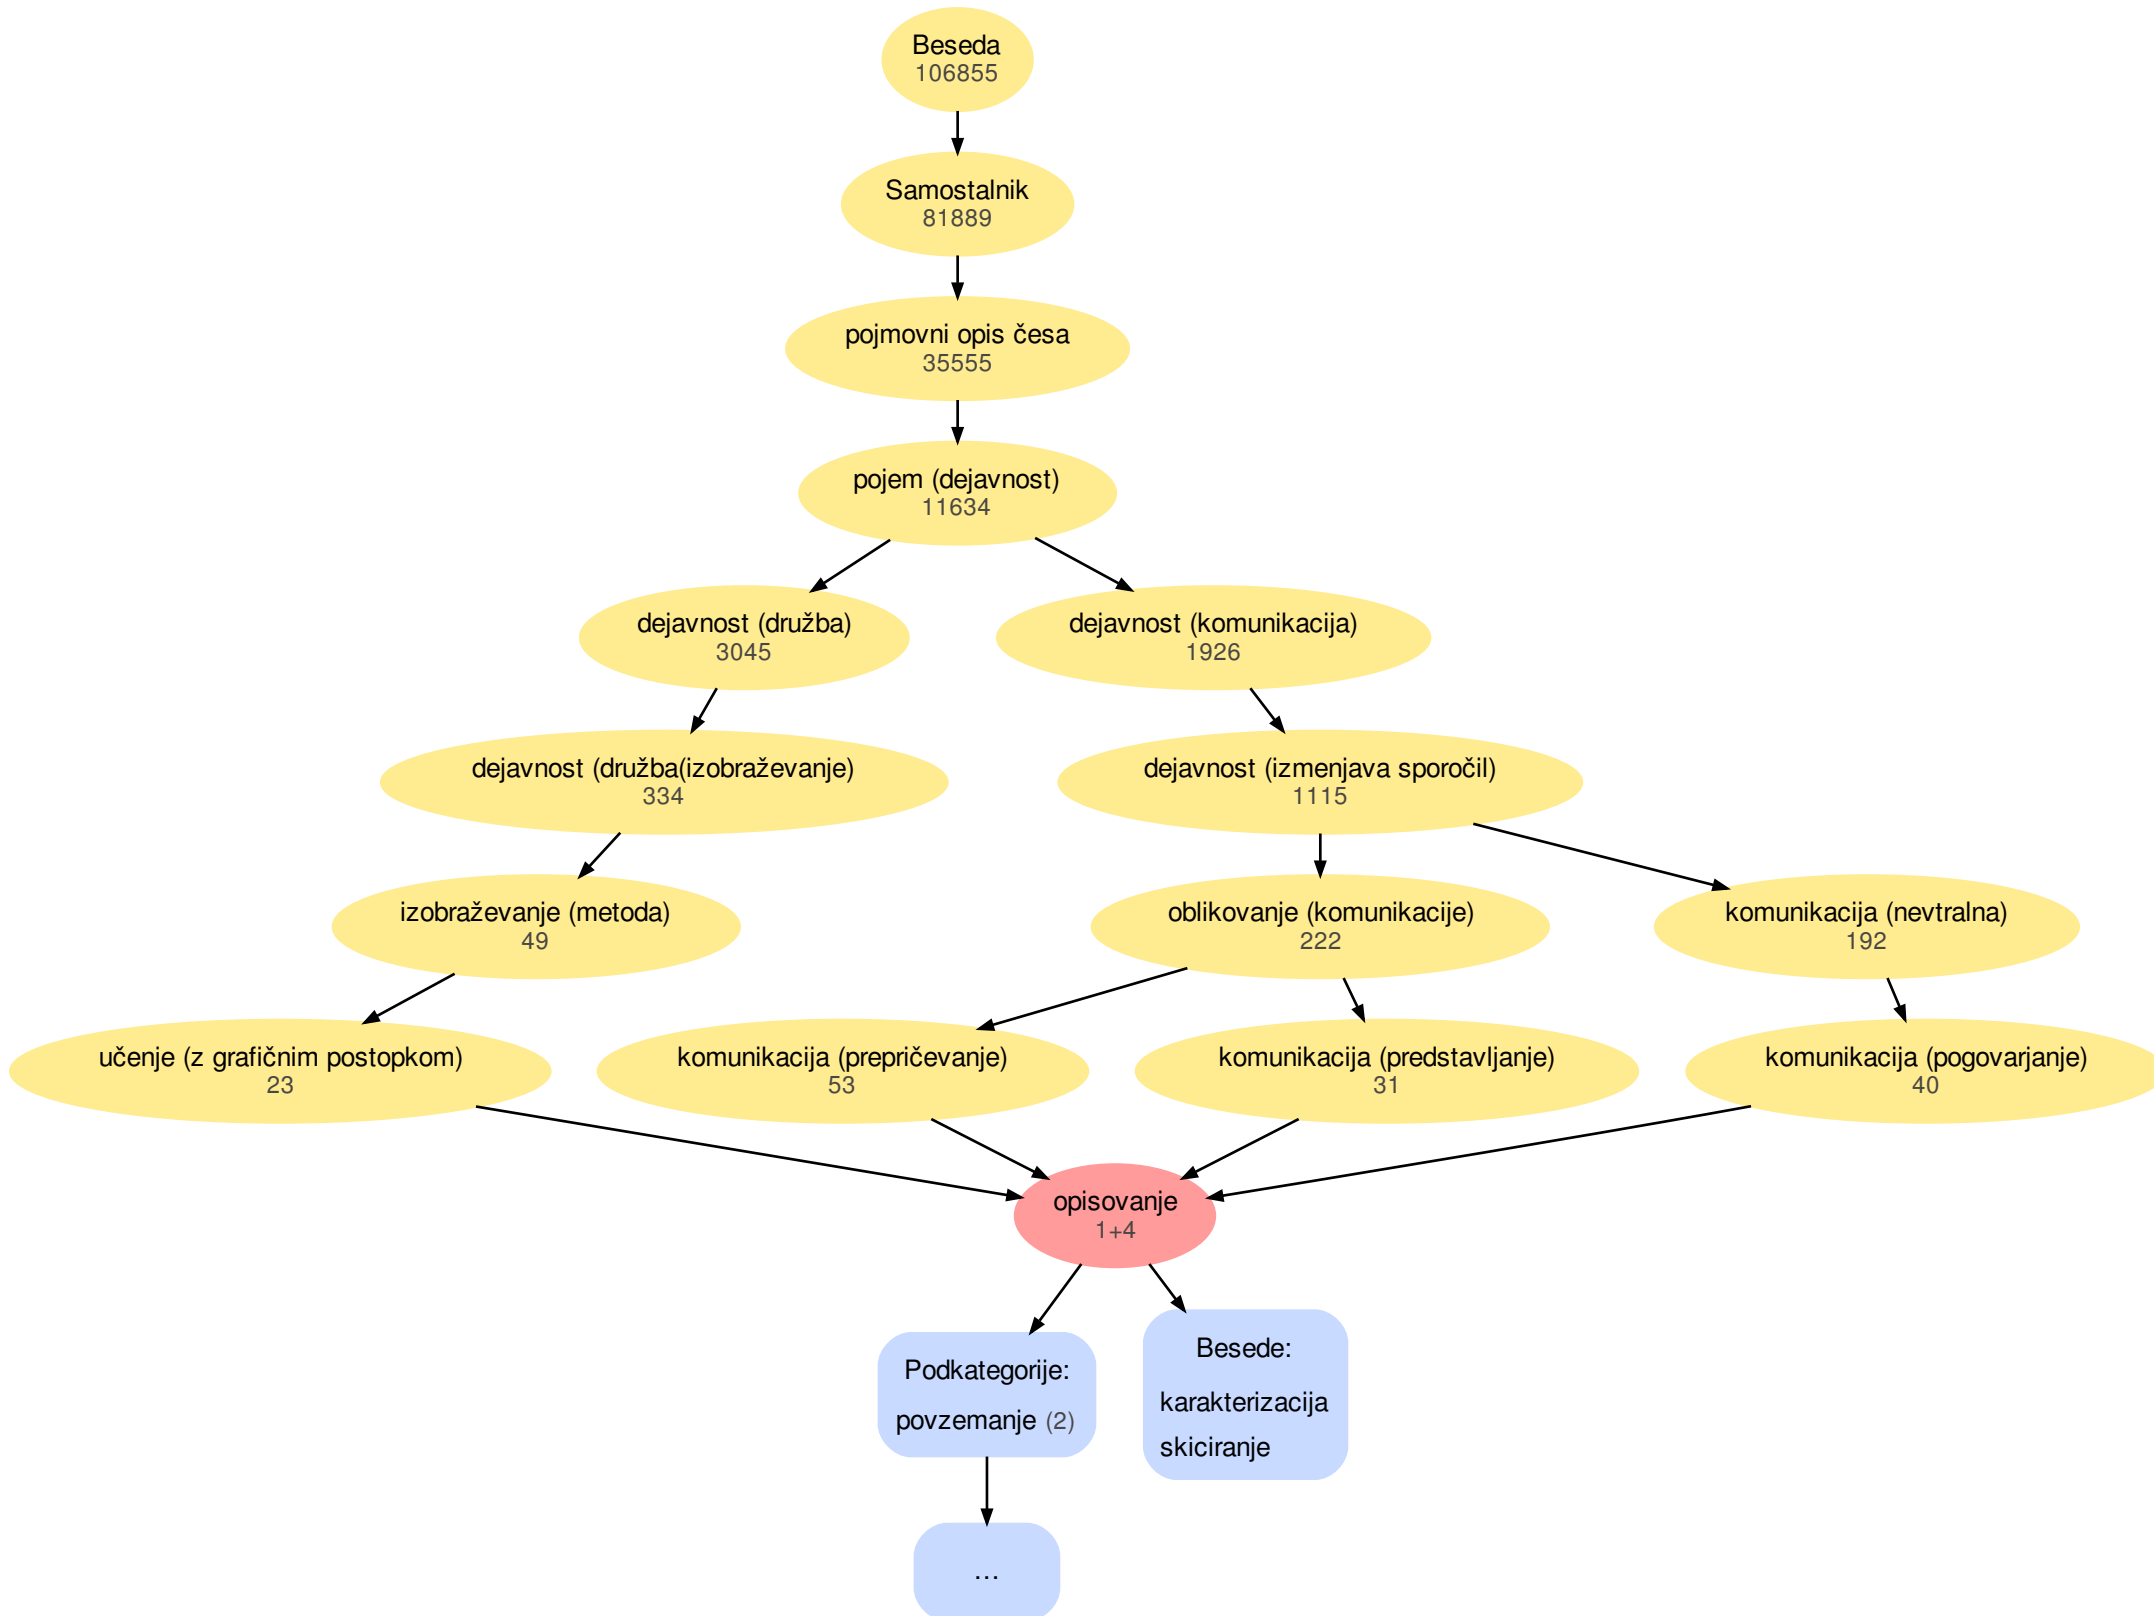 Beseda
106855
Samostalnik
81889
pojmovni opis česa
35555
pojem (dejavnost)
11634
dejavnost (družba)
3045
dejavnost (komunikacija)
1926
dejavnost (družba(izobraževanje)
334
dejavnost (izmenjava sporočil)
1115
izobraževanje (metoda)
49
oblikovanje (komunikacije)
222
komunikacija (nevtralna)
192
učenje (z grafičnim postopkom)
23
komunikacija (prepričevanje)
53
komunikacija (predstavljanje)
31
komunikacija (pogovarjanje)
40
opisovanje
1+4
Podkategorije:
povzemanje (2)
Besede:
karakterizacija
skiciranje
...